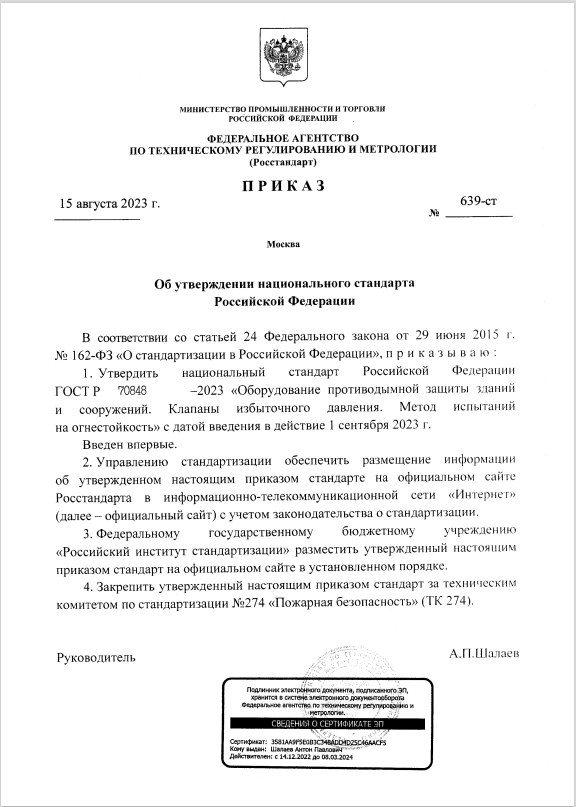 МИНИСТЕРСТВО ПРОМЫШЛЕННОСТИ И ТОРГОВЛИ
РОССИЙСКОЙ ФЕДЕРАЦИИ
ФЕДЕРАЛЬНОЕ АГЕНТСТВО
ПО ТЕХНИЧЕСКОМУ РЕГУЛИРОВАНИЮ И МЕТРОЛОГИИ
(Росстандарт)
П Р И К А З
15 августа 2023 г.
№ 639-ст
Москва
Об утверждении национального стандарта
Российской Федерации
В соответствии со статьей 24 Федерального закона от 29 июня 2015 г.
№ 162-ФЗ «О стандартизации в Российской Федерации», п р и к а з ы в а ю :
1. Утвердить национальный стандарт Российской Федерации
ГОСТ Р 70848 –2023 «Оборудование противодымной защиты зданий
и сооружений. Клапаны избыточного давления. Метод испытаний
на огнестойкость» с датой введения в действие 1 сентября 2023 г.
Введен впервые.
2. Управлению стандартизации обеспечить размещение информации
об утвержденном настоящим приказом стандарте на официальном сайте
Росстандарта в информационно-телекоммуникационной сети «Интернет»
(далее – официальный сайт) с учетом законодательства о стандартизации.
3. Федеральному государственному бюджетному учреждению
«Российский институт стандартизации» разместить утвержденный настоящим
приказом стандарт на официальном сайте в установленном порядке.
4. Закрепить утвержденный настоящим приказом стандарт за техническим
комитетом по стандартизации №274 «Пожарная безопасность» (ТК 274).
Руководитель
А.П.Шалаев
Подлинник электронного документа, подписанного ЭП,
хранится в системе электронного документооборота
Федеральное агентство по техническому регулированию и
метрологии.
СВЕДЕНИЯ О СЕРТИФИКАТЕ ЭП
Сертификат:
Кому выдан: Шалаев Антон Павлович
Действителен: с 14.12.2022 до 08.03.2024